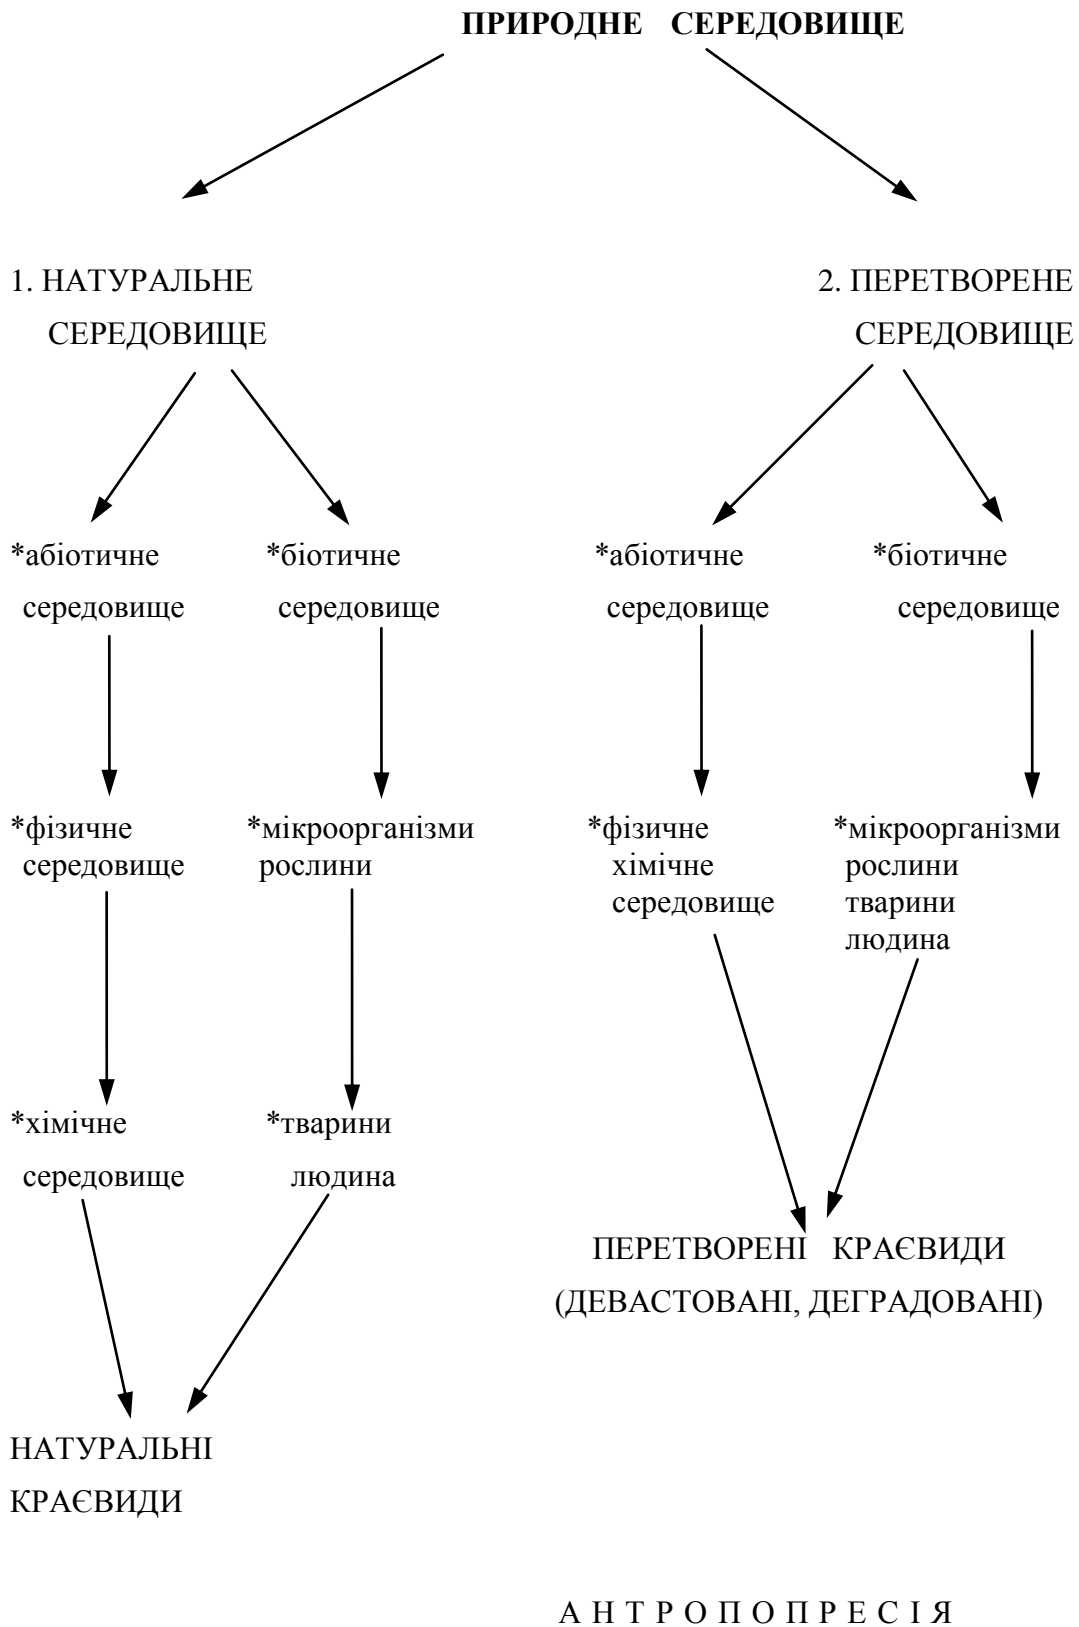 ПРИРОДНЕ СЕРЕДОВИЩЕ
1. НАТУРАЛЬНЕ 2. ПЕРЕТВОРЕНЕ
СЕРЕДОВИЩЕ СЕРЕДОВИЩЕ
*абіотичне *біотичне *абіотичне *біотичне
середовище середовище середовище середовище
*фізичне *мікроорганізми *фізичне *мікроорганізми
середовище рослини хімічне рослини
середовище тварини
людина
*хімічне *тварини
середовище людина
ПЕРЕТВОРЕНІ КРАЄВИДИ
(ДЕВАСТОВАНІ, ДЕГРАДОВАНІ)
НАТУРАЛЬНІ
КРАЄВИДИ
А Н Т Р О П О П Р Е С І Я